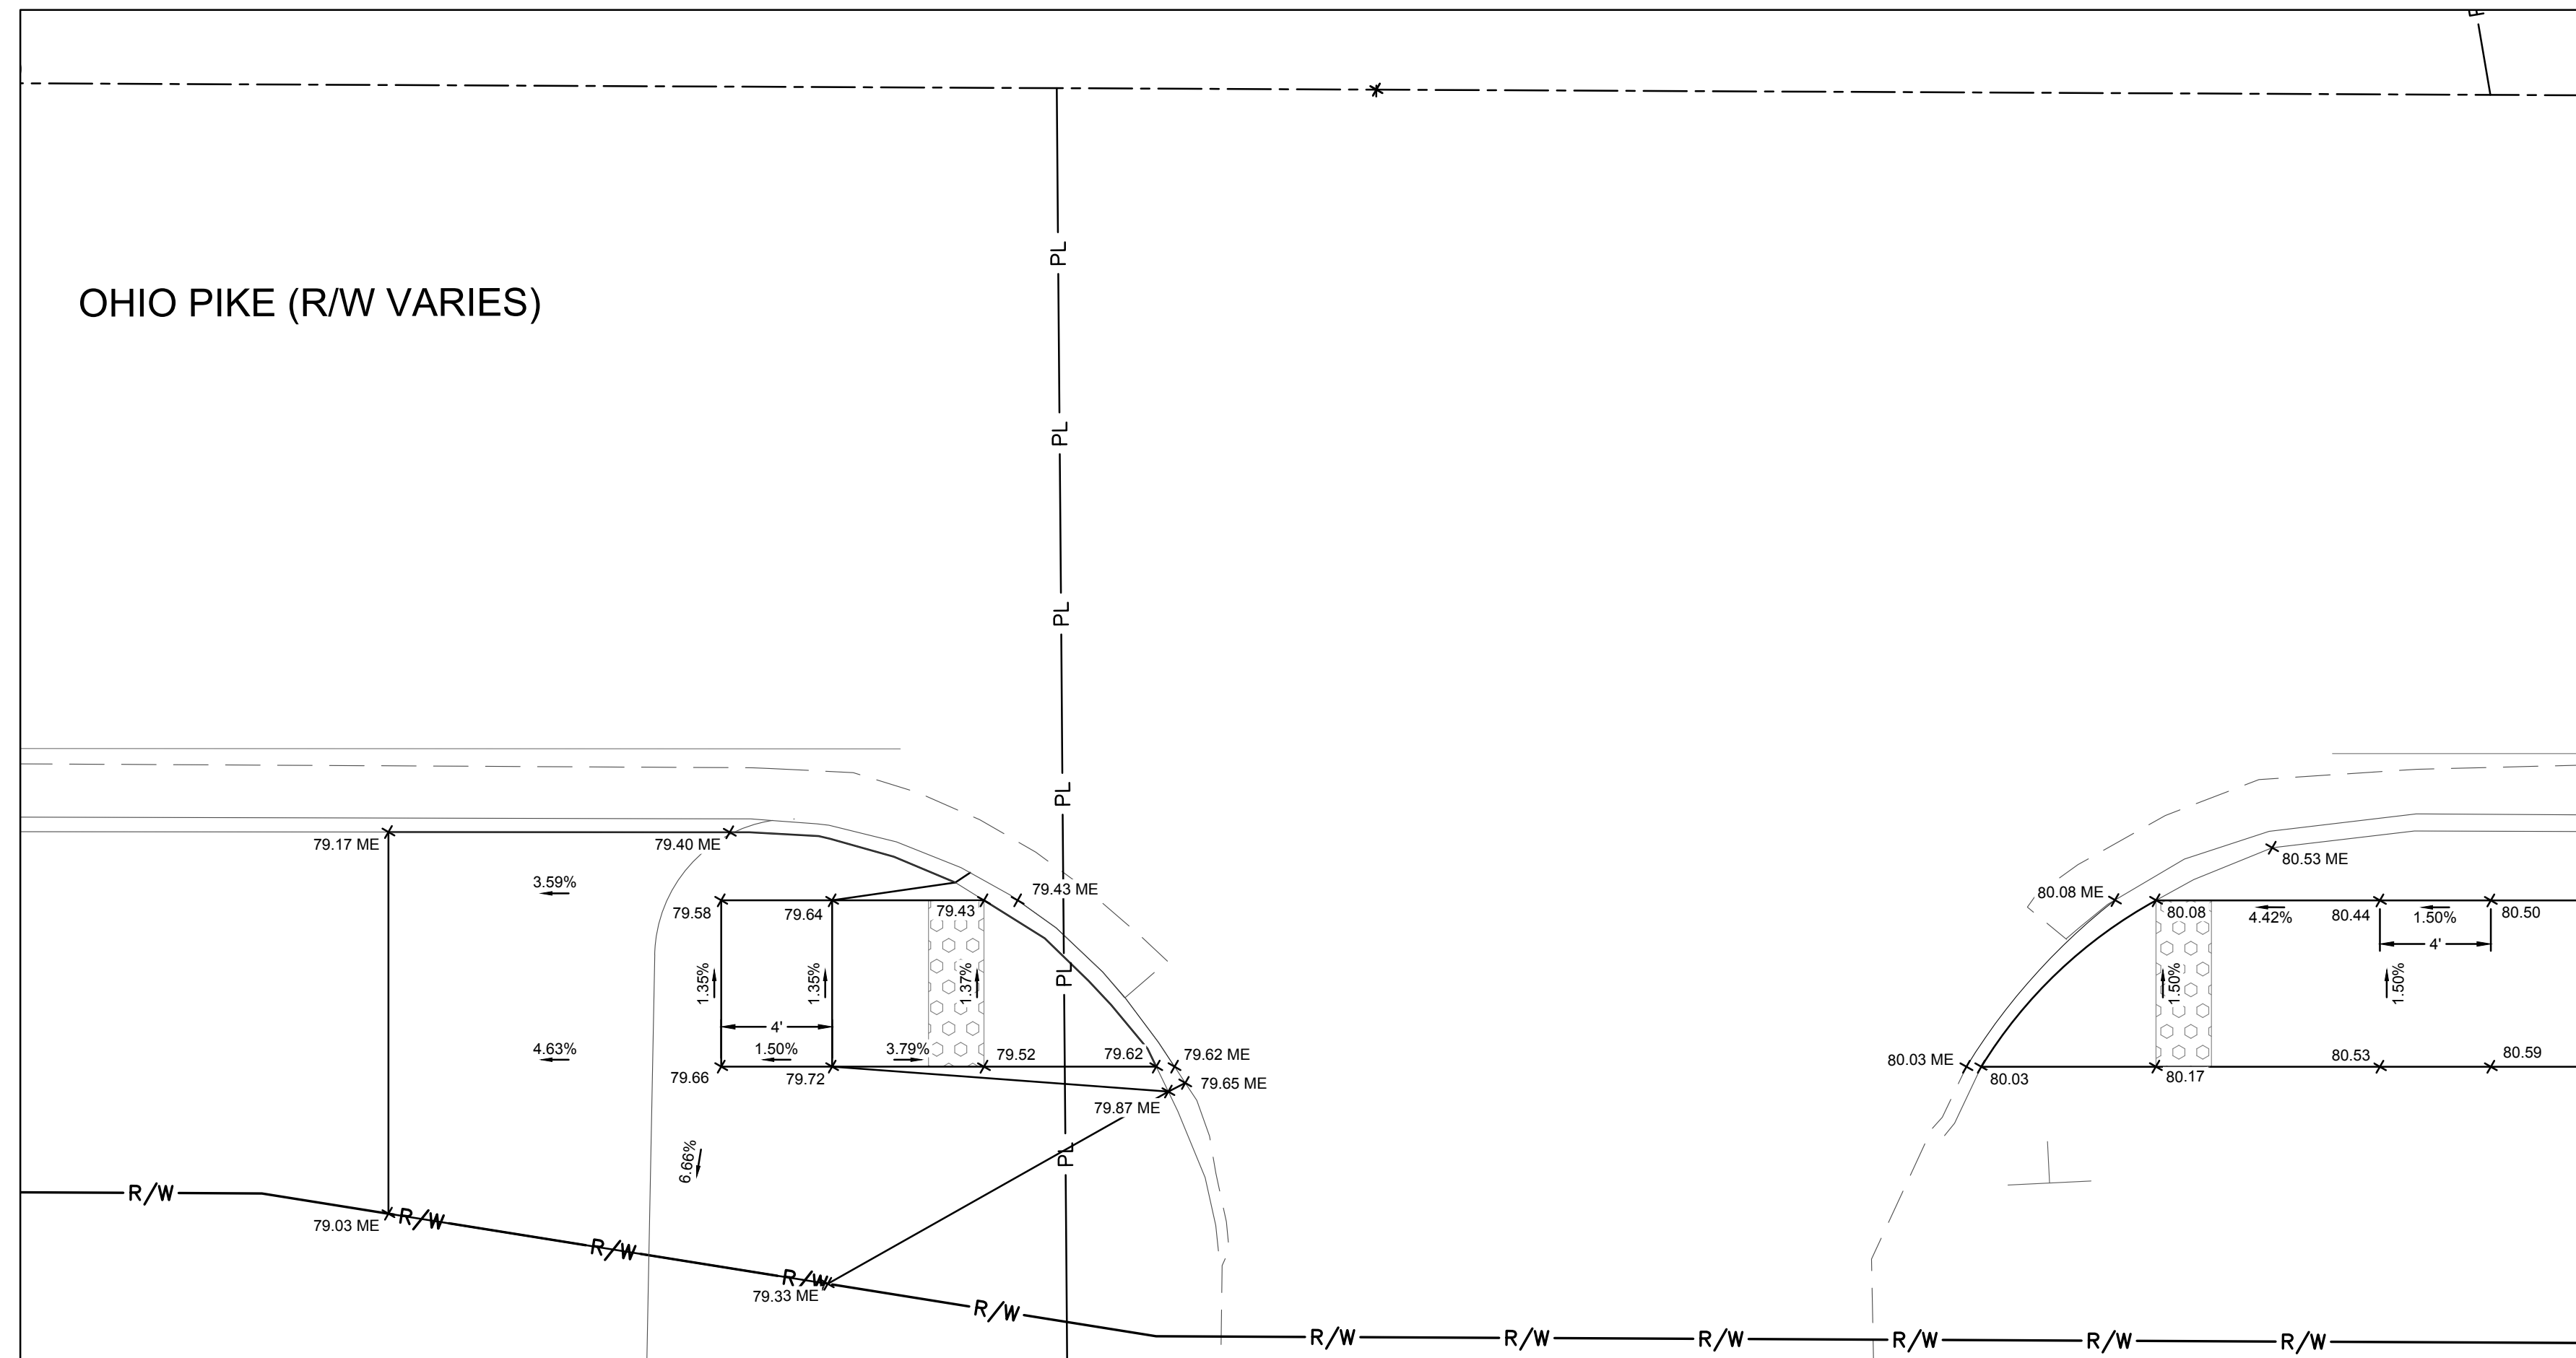 PL
OHIO PIKE (R/W VARIES)
PL
PL
PL
79.17 ME
79.40 ME
80.53 ME
3.59%
79.43 ME
80.08 ME
79.58
79.64
79.43
80.08
4.42%
80.44
1.50%
80.50
4'
1.35%
1.35%
1.37%
PL
1.50%
1.50%
4'
4.63%
1.50%
3.79%
79.52
79.62
79.62 ME
80.03 ME
80.53
80.59
79.66
79.72
79.65 ME
80.03
80.17
79.87 ME
6.66%
PL
R/W
R/W
79.03 ME
R/W
R/W
79.33 ME
R/W
R/W
R/W
R/W
R/W
R/W
R/W